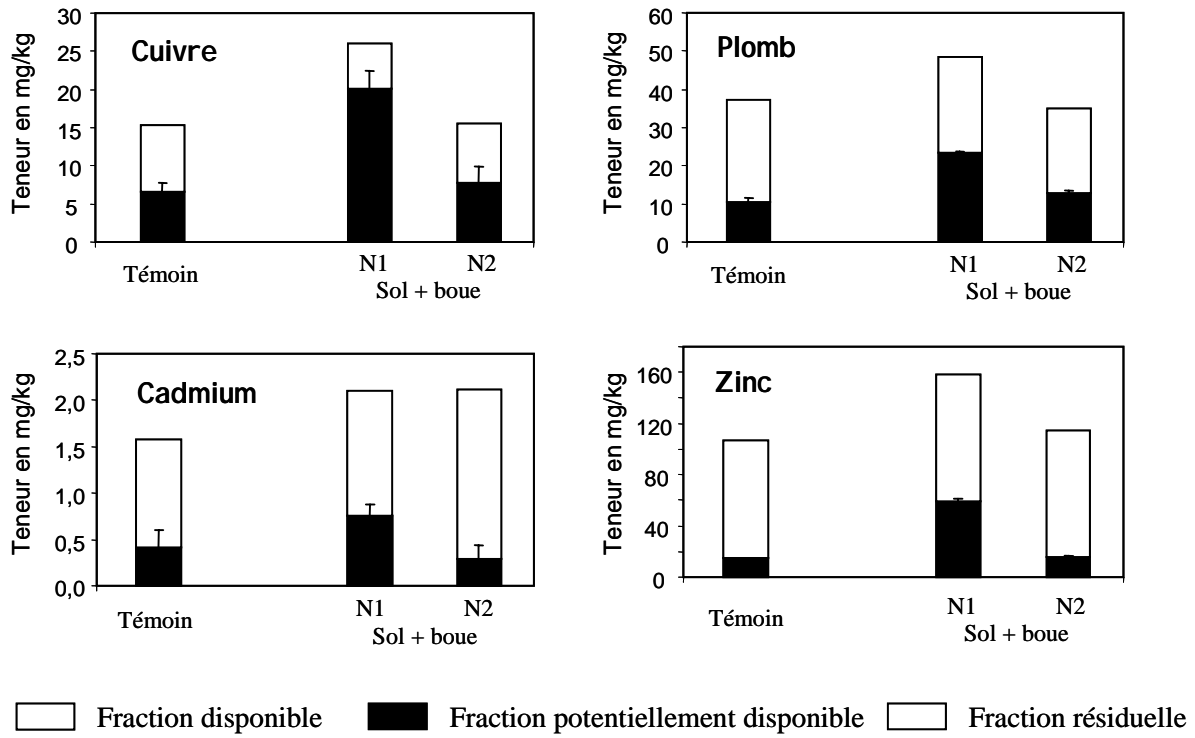 Cuivre
Teneur en mg/kg
30
25
20
15
10
5
0
Témoin
N1
N2
Sol + boue
Plomb
Teneur en mg/kg
60
50
40
30
20
10
0
Témoin
N1
N2
Sol + boue
Cadmium
Teneur en mg/kg
2,5
2,0
1,5
1,0
0,5
0,0
Témoin
N1
N2
Sol + boue
Zinc
Teneur en mg/kg
160
120
80
40
0
Témoin
N1
N2
Sol + boue
Fraction disponible
Fraction potentiellement disponible
Fraction résiduelle